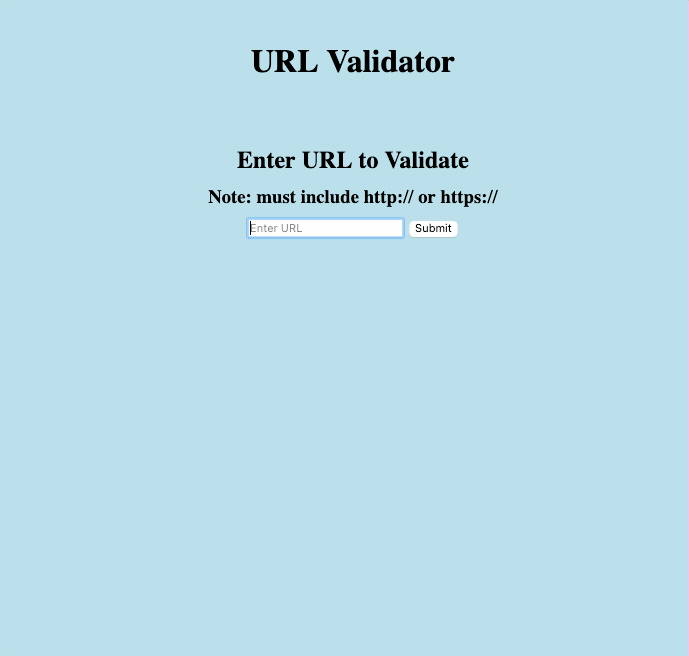 URL Validator
Enter URL to Validate
Note: must include http:// or https://
Enter URL Submit